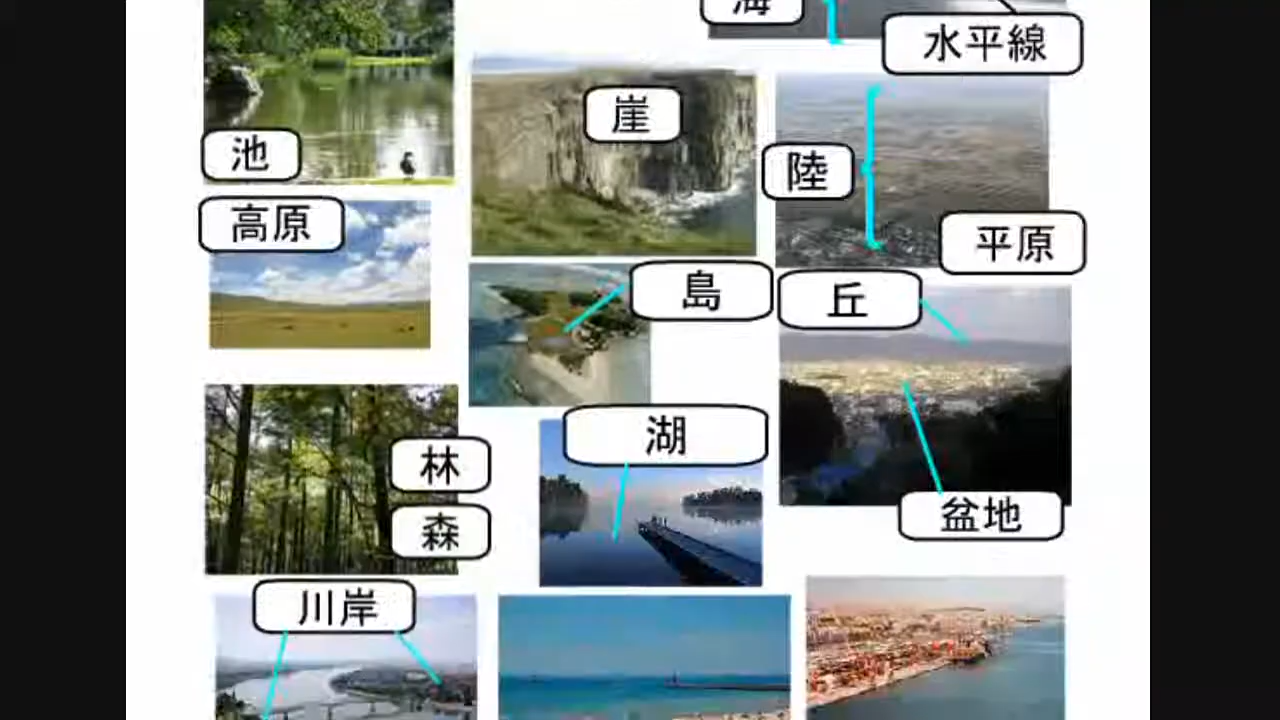 海
水平線
池
崖
陸
高原
平原
島
丘
湖
林
盆地
森
川岸